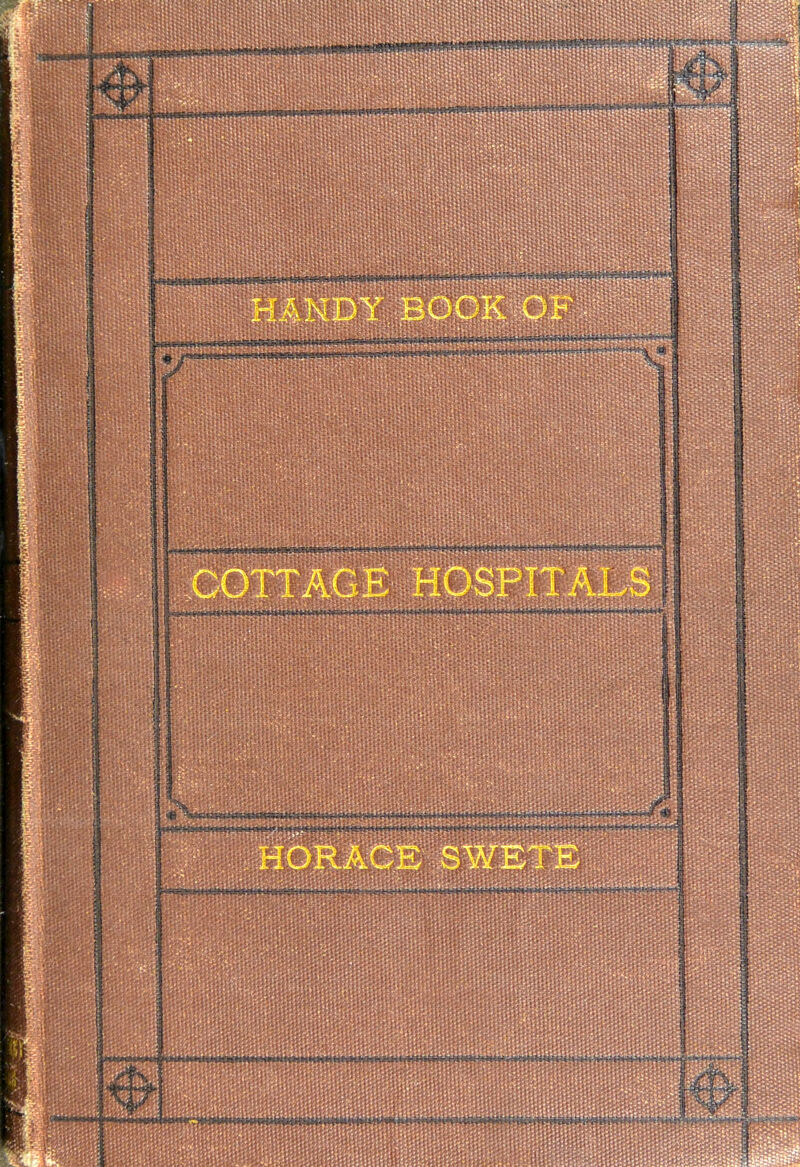 HANDY BOOK OF
COTTAGE HOSPITALS
HORACE SWETE